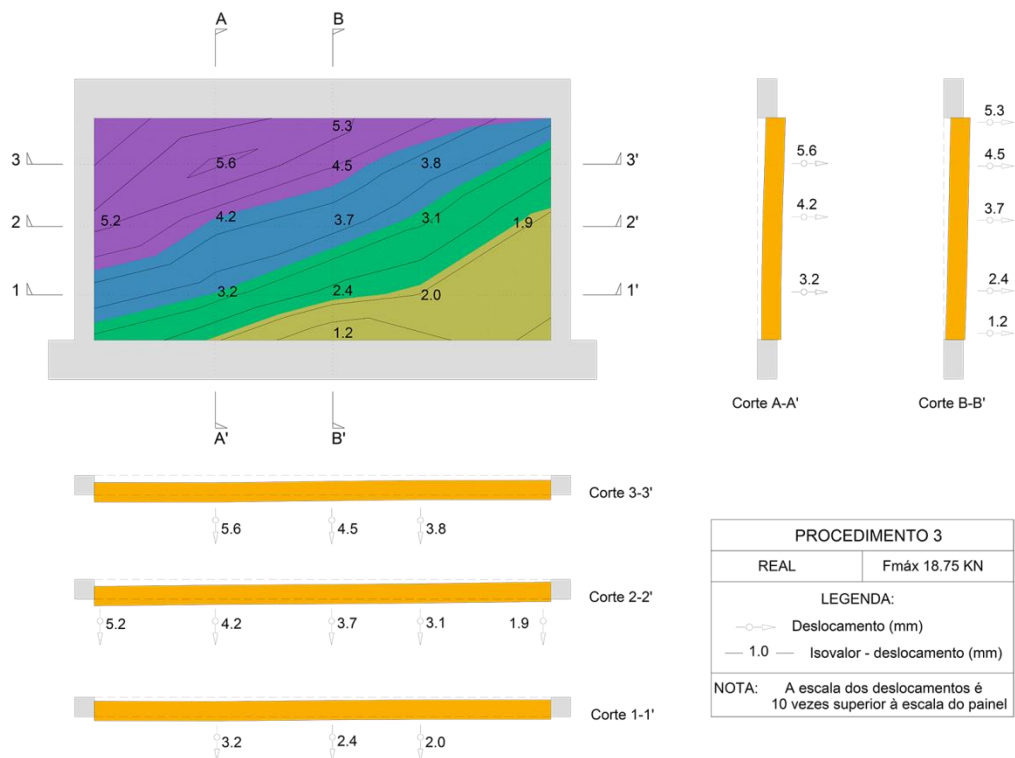 A B
5.3
3 5.6 4.5 3.8 3'
2 5.2 4.2 3.7 3.1 1.9 2'
1 3.2 2.4 2.0 1'
1.2
A' B'
5.6
4.2
3.2
Corte A-A'
5.3
4.5
3.7
2.4
1.2
Corte B-B'
Corte 3-3'
5.6 4.5 3.8
Corte 2-2'
5.2 4.2 3.7 3.1 1.9
Corte 1-1'
3.2 2.4 2.0
PROCEDIMENTO 3
REAL Fmáx 18.75 KN
LEGENDA:
Deslocamento (mm)
1.0 Isovalor - deslocamento (mm)
NOTA: A escala dos deslocamentos é
10 vezes superior à escala do painel